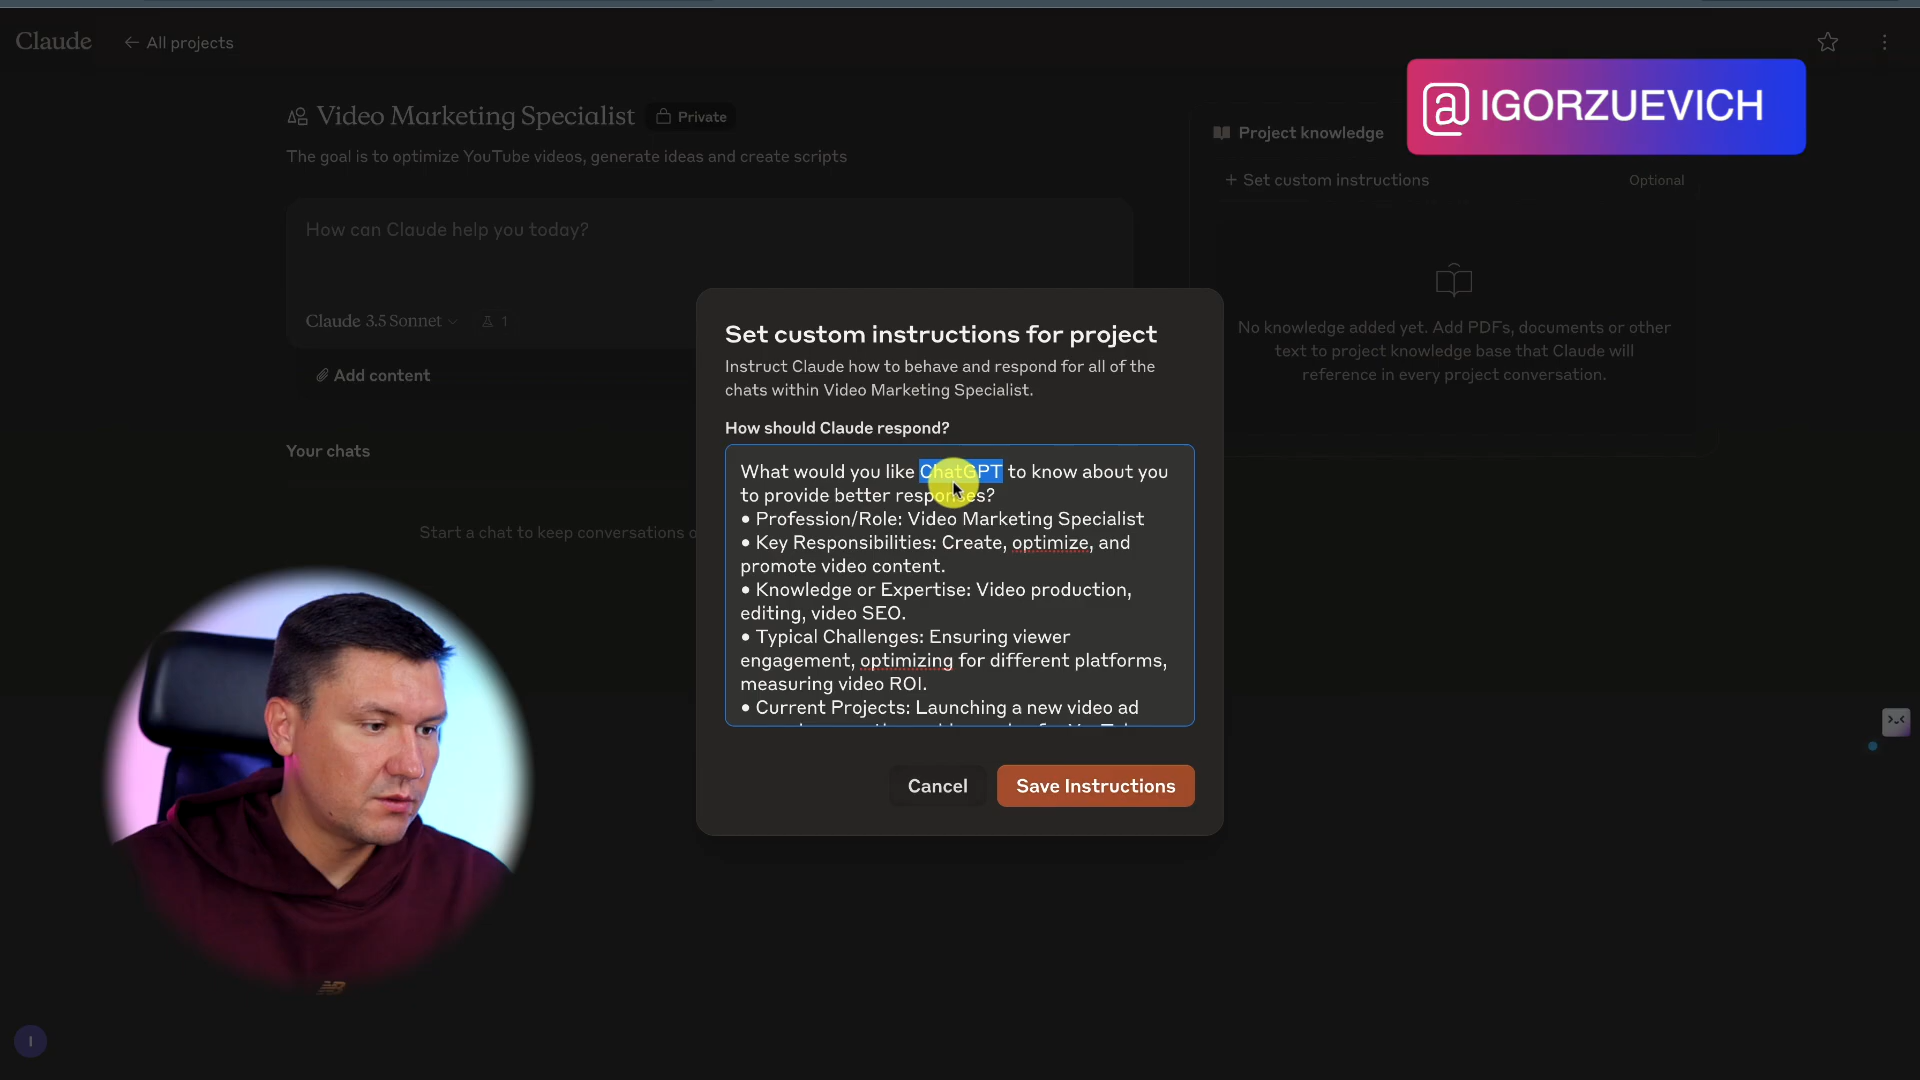 Claude
← All projects
@IGORZUEVICH
Video Marketing Specialist
Private
The goal is to optimize YouTube videos, generate ideas and create scripts
Project knowledge
+ Set custom instructions
Optional
How can Claude help you today?
Claude 3.5 Sonnet
1
Add content
No knowledge added yet. Add PDFs, documents or other
text to project knowledge base that Claude will
reference in every project conversation.
Your chats
Start a chat to keep conversations o
Set custom instructions for project
Instruct Claude how to behave and respond for all of the
chats within Video Marketing Specialist.
How should Claude respond?
What would you like ChatGPT to know about you
to provide better responses?
• Profession/Role: Video Marketing Specialist
• Key Responsibilities: Create, optimize, and
promote video content.
• Knowledge or Expertise: Video production,
editing, video SEO.
• Typical Challenges: Ensuring viewer
engagement, optimizing for different platforms,
measuring video ROI.
• Current Projects: Launching a new video ad
Cancel
Save Instructions
NB
I